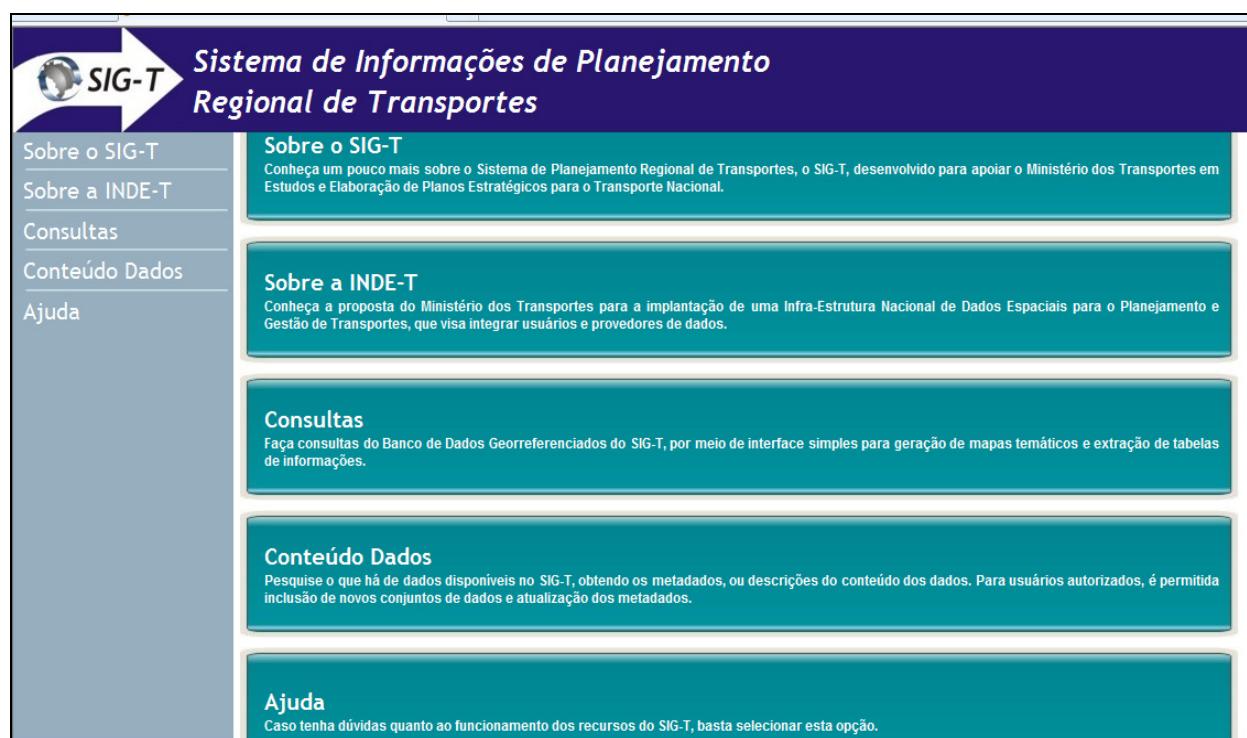 SIG-T
Sistema de Informações de Planejamento
Regional de Transportes
Sobre o SIG-T
Sobre a INDE-T
Consultas
Conteúdo Dados
Ajuda
Sobre o SIG-T
Conheça um pouco mais sobre o Sistema de Planejamento Regional de Transportes, o SIG-T, desenvolvido para apoiar o Ministério dos Transportes em
Estudos e Elaboração de Planos Estratégicos para o Transporte Nacional.
Sobre a INDE-T
Conheça a proposta do Ministério dos Transportes para a implantação de uma Infra-Estrutura Nacional de Dados Espaciais para o Planejamento e
Gestão de Transportes, que visa integrar usuários e provedores de dados.
Consultas
Faça consultas do Banco de Dados Georreferenciados do SIG-T, por meio de interface simples para geração de mapas temáticos e extração de tabelas
de informações.
Conteúdo Dados
Pesquise o que há de dados disponíveis no SIG-T, obtendo os metadados, ou descrições do conteúdo dos dados. Para usuários autorizados, é permitida
inclusão de novos conjuntos de dados e atualização dos metadados.
Ajuda
Caso tenha dúvidas quanto ao funcionamento dos recursos do SIG-T, basta selecionar esta opção.